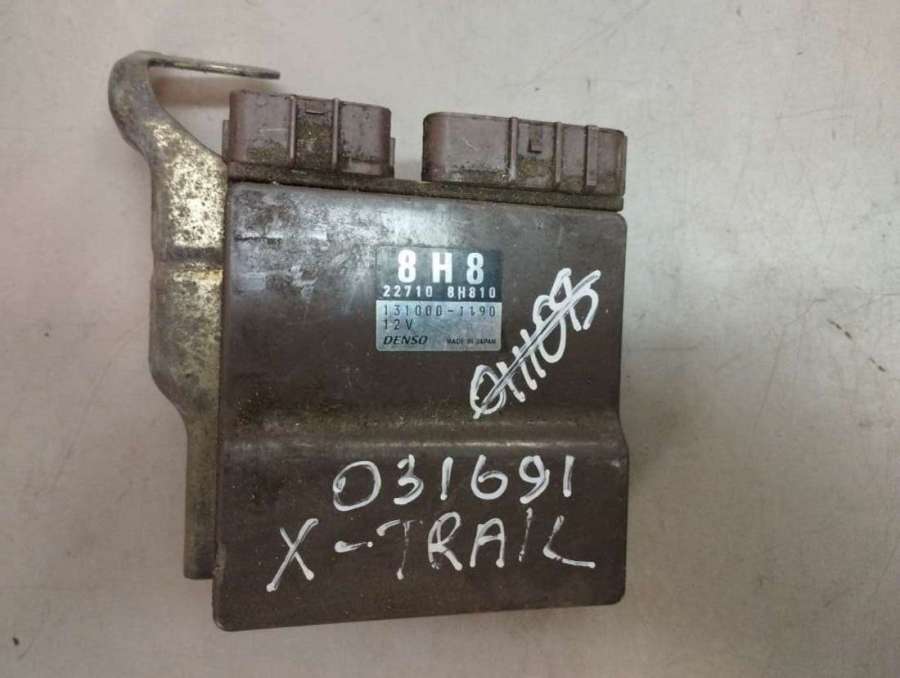 8H8
22710 8H810
131000-1190
12V
DENSO MADE IN JAPAN
031691
X-TRAIL